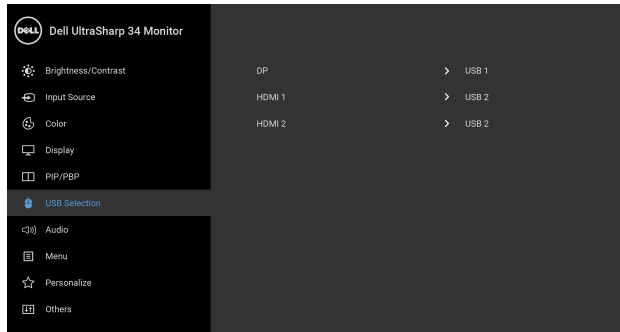 DELL Dell UltraSharp 34 Monitor
Brightness/Contrast
Input Source
Color
Display
PIP/PBP
USB Selection
Audio
Menu
Personalize
Others
DP > USB 1
HDMI 1 > USB 2
HDMI 2 > USB 2